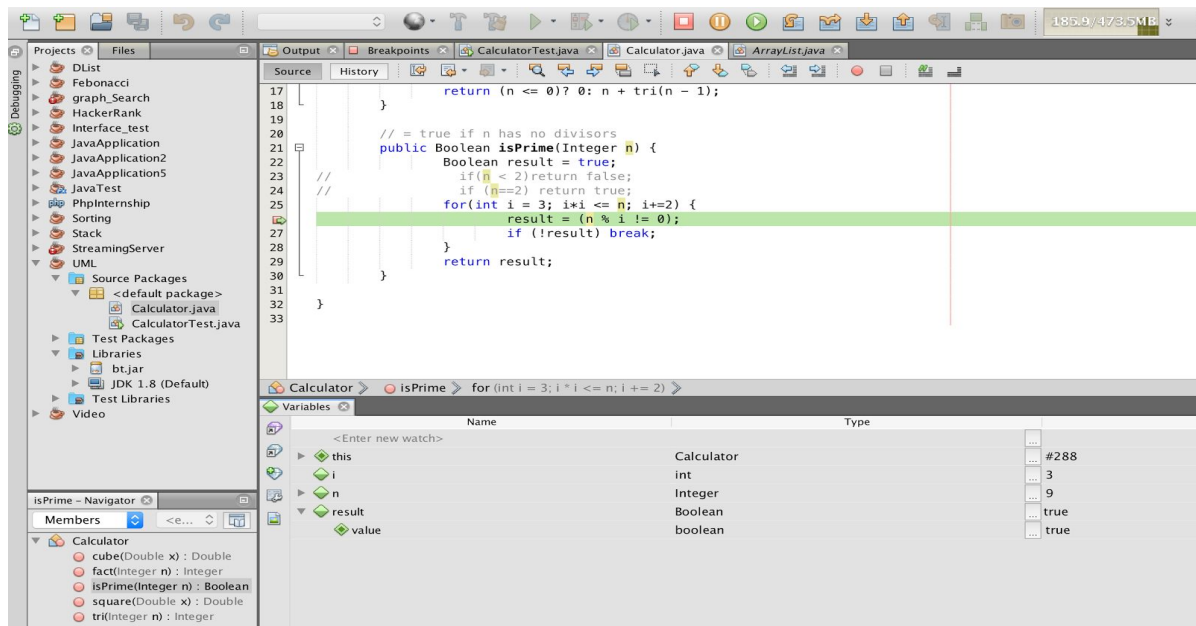 185.9/473.5MB
Projects Files
Output Breakpoints CalculatorTest.java Calculator.java ArrayList.java
Debugging
DList
Febonacci
graph_Search
HackerRank
Interface_test
JavaApplication
JavaApplication2
JavaApplication5
JavaTest
PhpInternship
Sorting
Stack
StreamingServer
UML
Source Packages
<default package>
Calculator.java
CalculatorTest.java
Test Packages
Libraries
bt.jar
JDK 1.8 (Default)
Test Libraries
Video
Source History
17 return (n <= 0)? 0: n + tri(n - 1);
18 }
19
20 // = true if n has no divisors
21 public Boolean isPrime(Integer n) {
22 Boolean result = true;
23 // if(n < 2)return false;
24 // if (n==2) return true;
25 for(int i = 3; i*i <= n; i+=2) {
result = (n % i != 0);
27 if (!result) break;
28 }
29 return result;
30 }
31
32 }
33
Calculator isPrime for (int i = 3; i * i <= n; i += 2)
Variables
Name Type
<Enter new watch> ...
this Calculator ... #288
i int ... 3
n Integer ... 9
result Boolean ... true
value boolean ... true
isPrime - Navigator
Members <e...
Calculator
cube(Double x) : Double
fact(Integer n) : Integer
isPrime(Integer n) : Boolean
square(Double x) : Double
tri(Integer n) : Integer